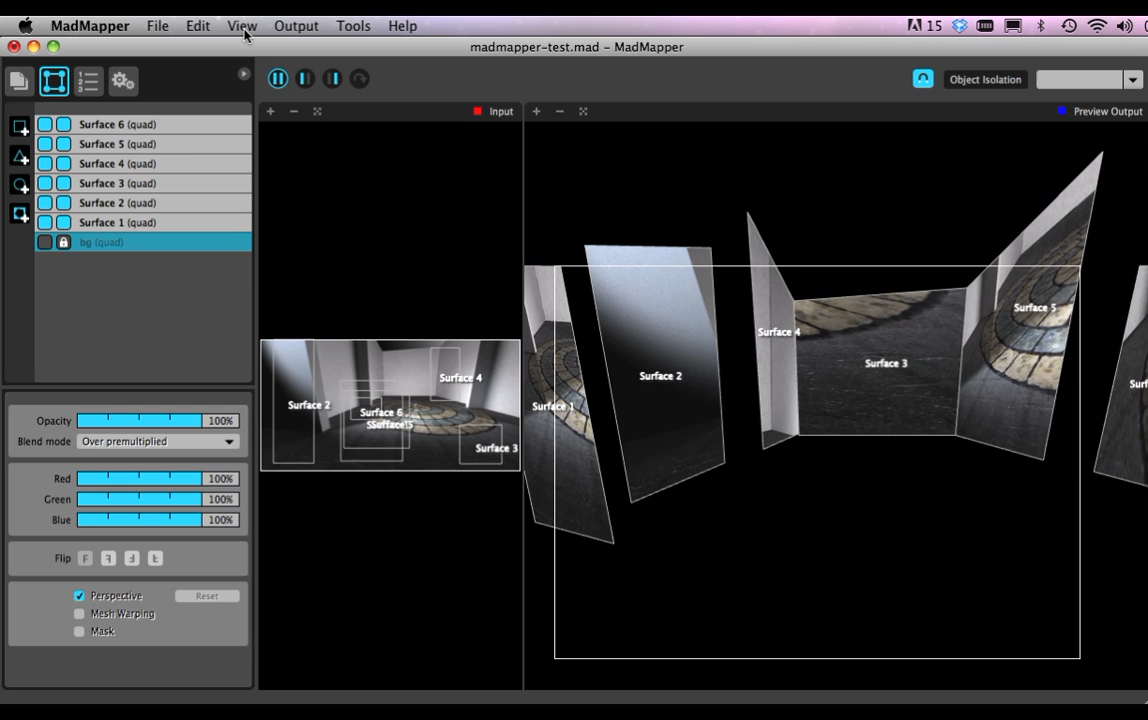 MadMapper File Edit View Output Tools Help 15
madmapper-test.mad – MadMapper
Object Isolation
Input
Preview Output
Surface 6 (quad)
Surface 5 (quad)
Surface 4 (quad)
Surface 3 (quad)
Surface 2 (quad)
Surface 1 (quad)
bg (quad)
Opacity 100%
Blend mode Over premultiplied
Red 100%
Green 100%
Blue 100%
Flip
Perspective Reset
Mesh Warping
Mask
Surface 4
Surface 2
Surface 6
Surface 3
Surface 1
Surface 2
Surface 4
Surface 3
Surface 5